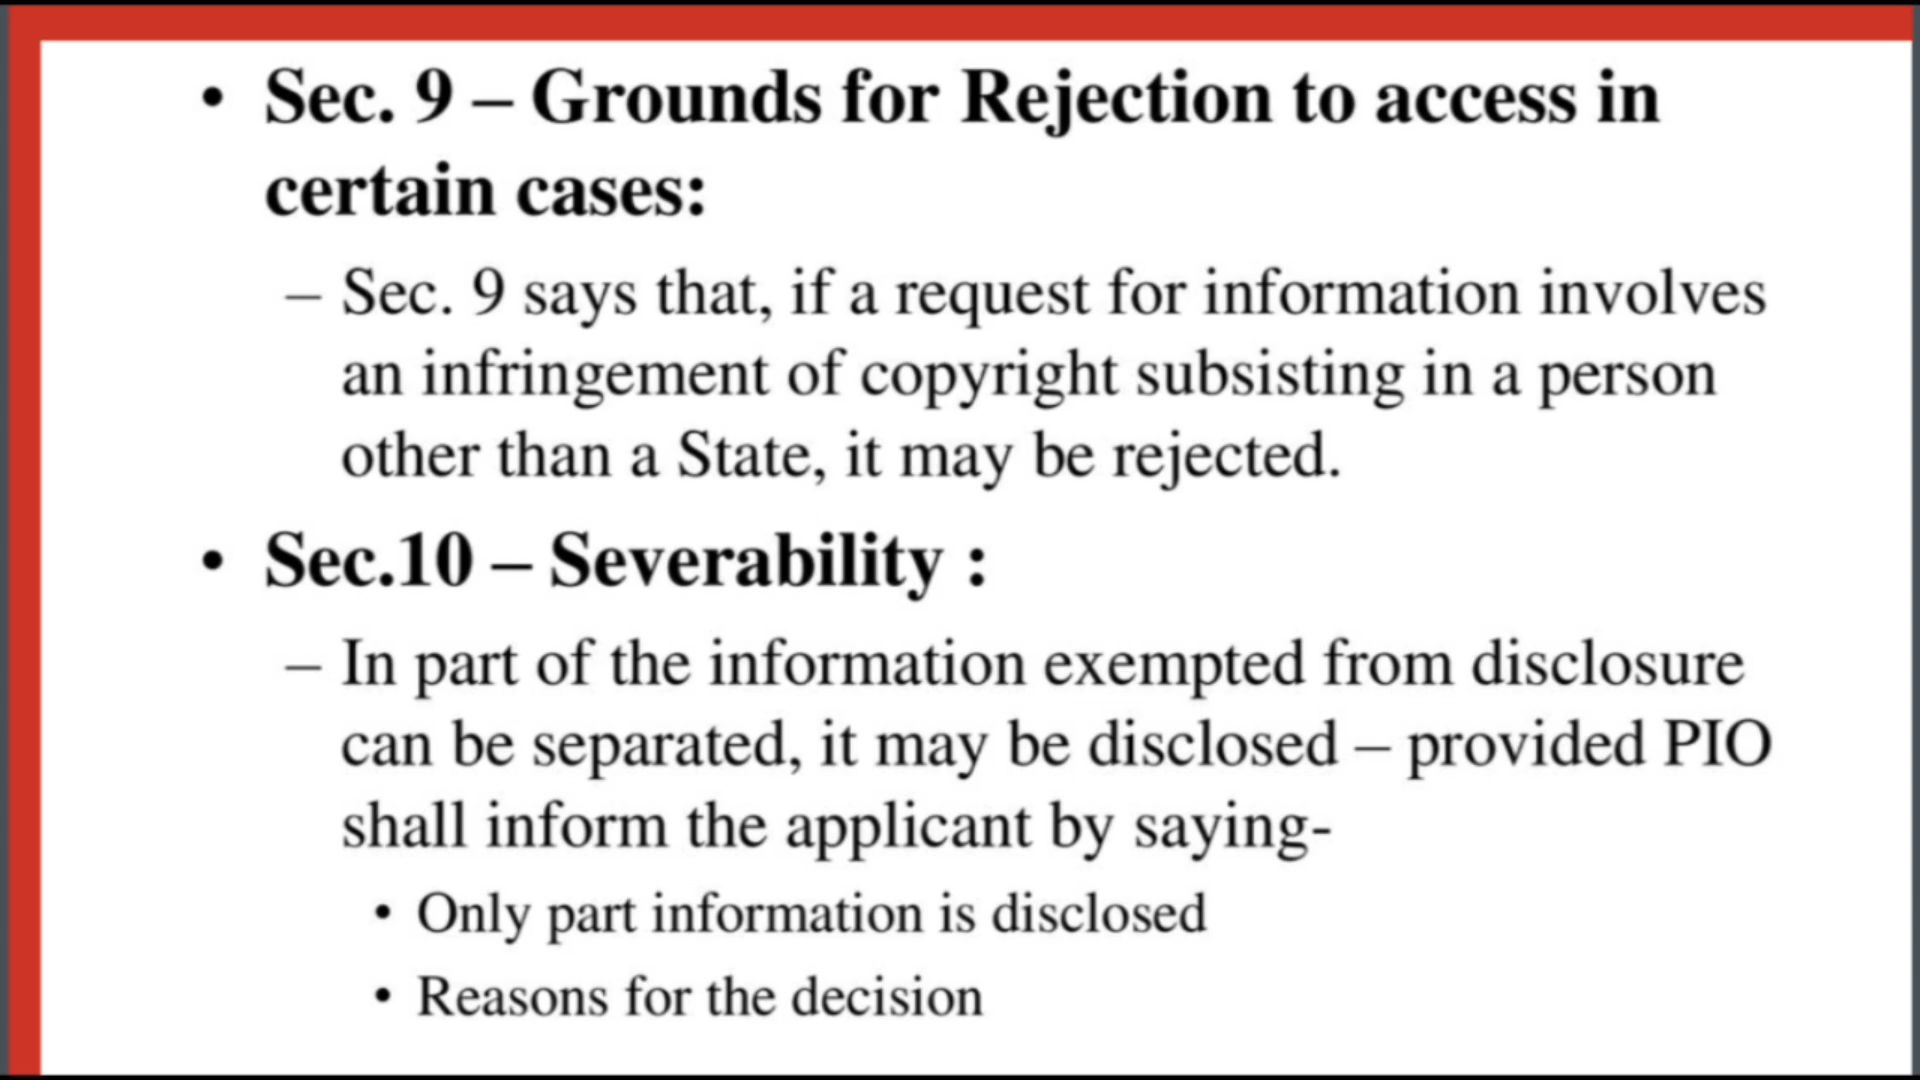 • Sec. 9 – Grounds for Rejection to access in
certain cases:
– Sec. 9 says that, if a request for information involves
an infringement of copyright subsisting in a person
other than a State, it may be rejected.
• Sec.10 – Severability :
– In part of the information exempted from disclosure
can be separated, it may be disclosed – provided PIO
shall inform the applicant by saying-
• Only part information is disclosed
• Reasons for the decision